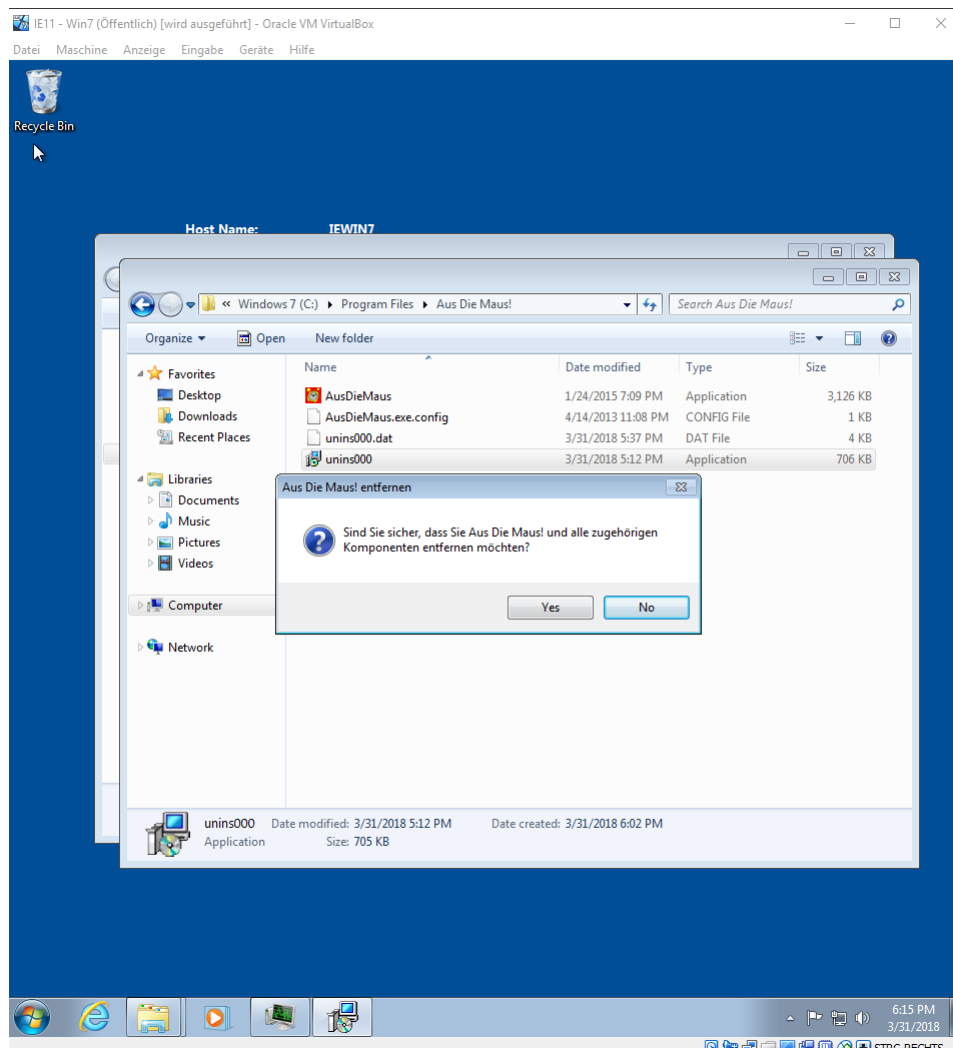 IE11 - Win7 (Öffentlich) [wird ausgeführt] - Oracle VM VirtualBox
Datei Maschine Anzeige Eingabe Geräte Hilfe
Recycle Bin
Host Name: IEWIN7
« Windows 7 (C:) ▸ Program Files ▸ Aus Die Maus!
Search Aus Die Maus!
Organize Open New folder
Name Date modified Type Size
Favorites
Desktop
Downloads
Recent Places
Libraries
Documents
Music
Pictures
Videos
Computer
Network
AusDieMaus 1/24/2015 7:09 PM Application 3,126 KB
AusDieMaus.exe.config 4/14/2013 11:08 PM CONFIG File 1 KB
unins000.dat 3/31/2018 5:37 PM DAT File 4 KB
unins000 3/31/2018 5:12 PM Application 706 KB
Aus Die Maus! entfernen
Sind Sie sicher, dass Sie Aus Die Maus! und alle zugehörigen
Komponenten entfernen möchten?
Yes No
unins000 Date modified: 3/31/2018 5:12 PM Date created: 3/31/2018 6:02 PM
Application Size: 705 KB
6:15 PM
3/31/2018
STRG-RECHTS